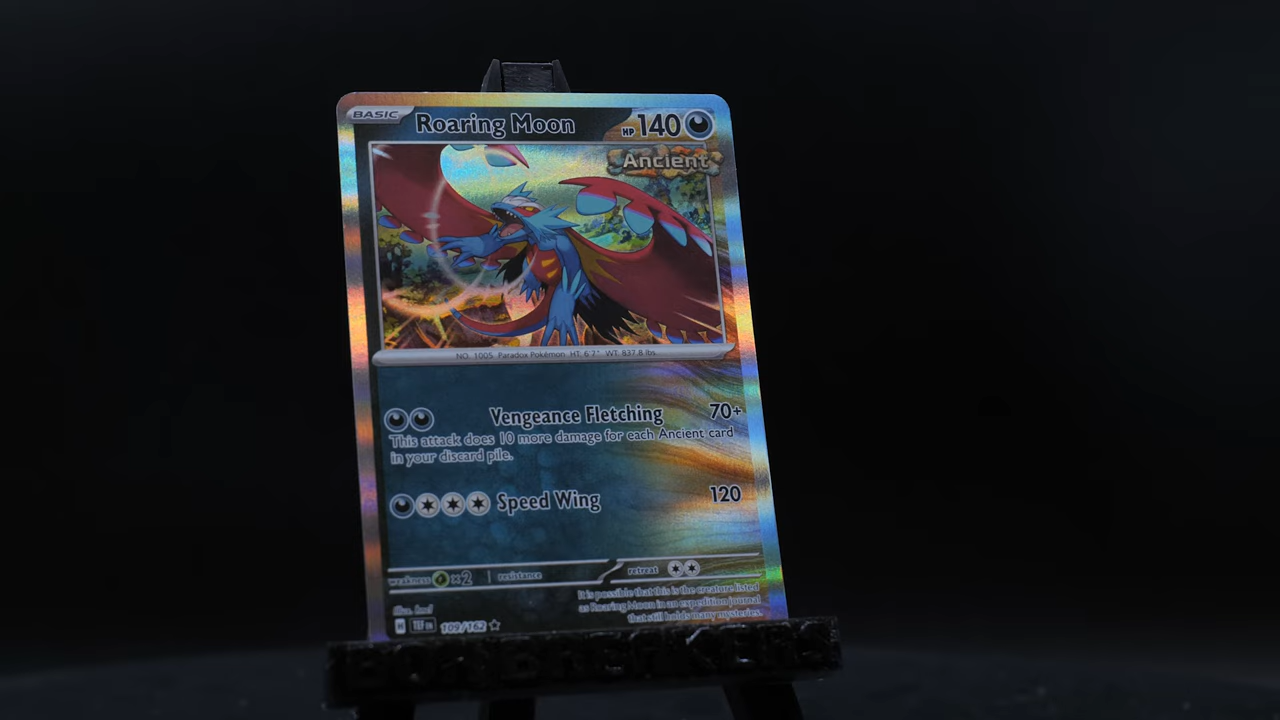 BASIC Roaring Moon HP 140
Ancient
NO. 1005 Paradox Pokémon HT: 6'7" WT: 837.8 lbs.
Vengeance Fletching 70+
This attack does 10 more damage for each Ancient card
in your discard pile.
Speed Wing 120
weakness ×2 resistance retreat
It is possible that this is the creature listed
as Roaring Moon in an expedition journal
that still holds many mysteries.
Illus.
H TEF EN 109/162